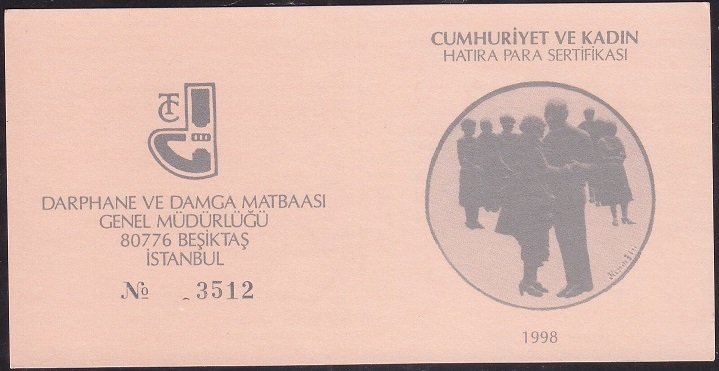 TC
DARPHANE VE DAMGA MATBAASI
GENEL MÜDÜRLÜĞÜ
80776 BEŞİKTAŞ
İSTANBUL
№ 3512
CUMHURİYET VE KADIN
HATIRA PARA SERTİFİKASI
1998